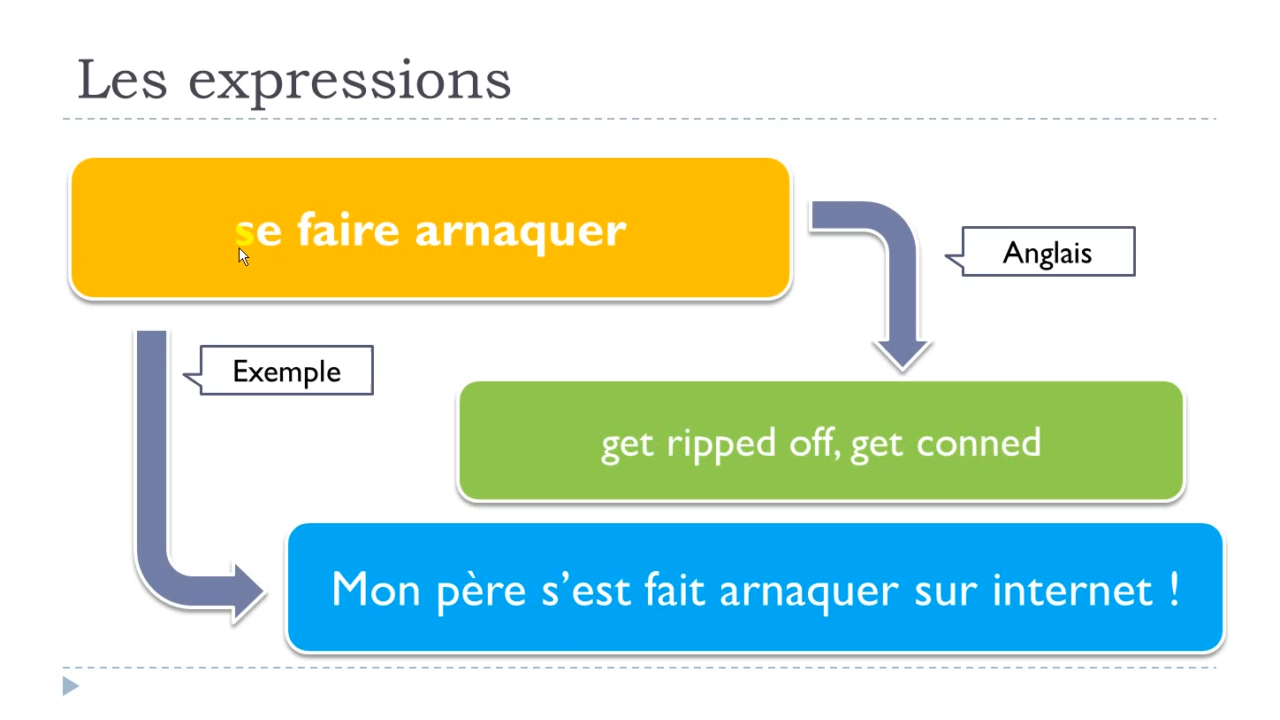 Les expressions
se faire arnaquer
Anglais
Exemple
get ripped off, get conned
Mon père s’est fait arnaquer sur internet !